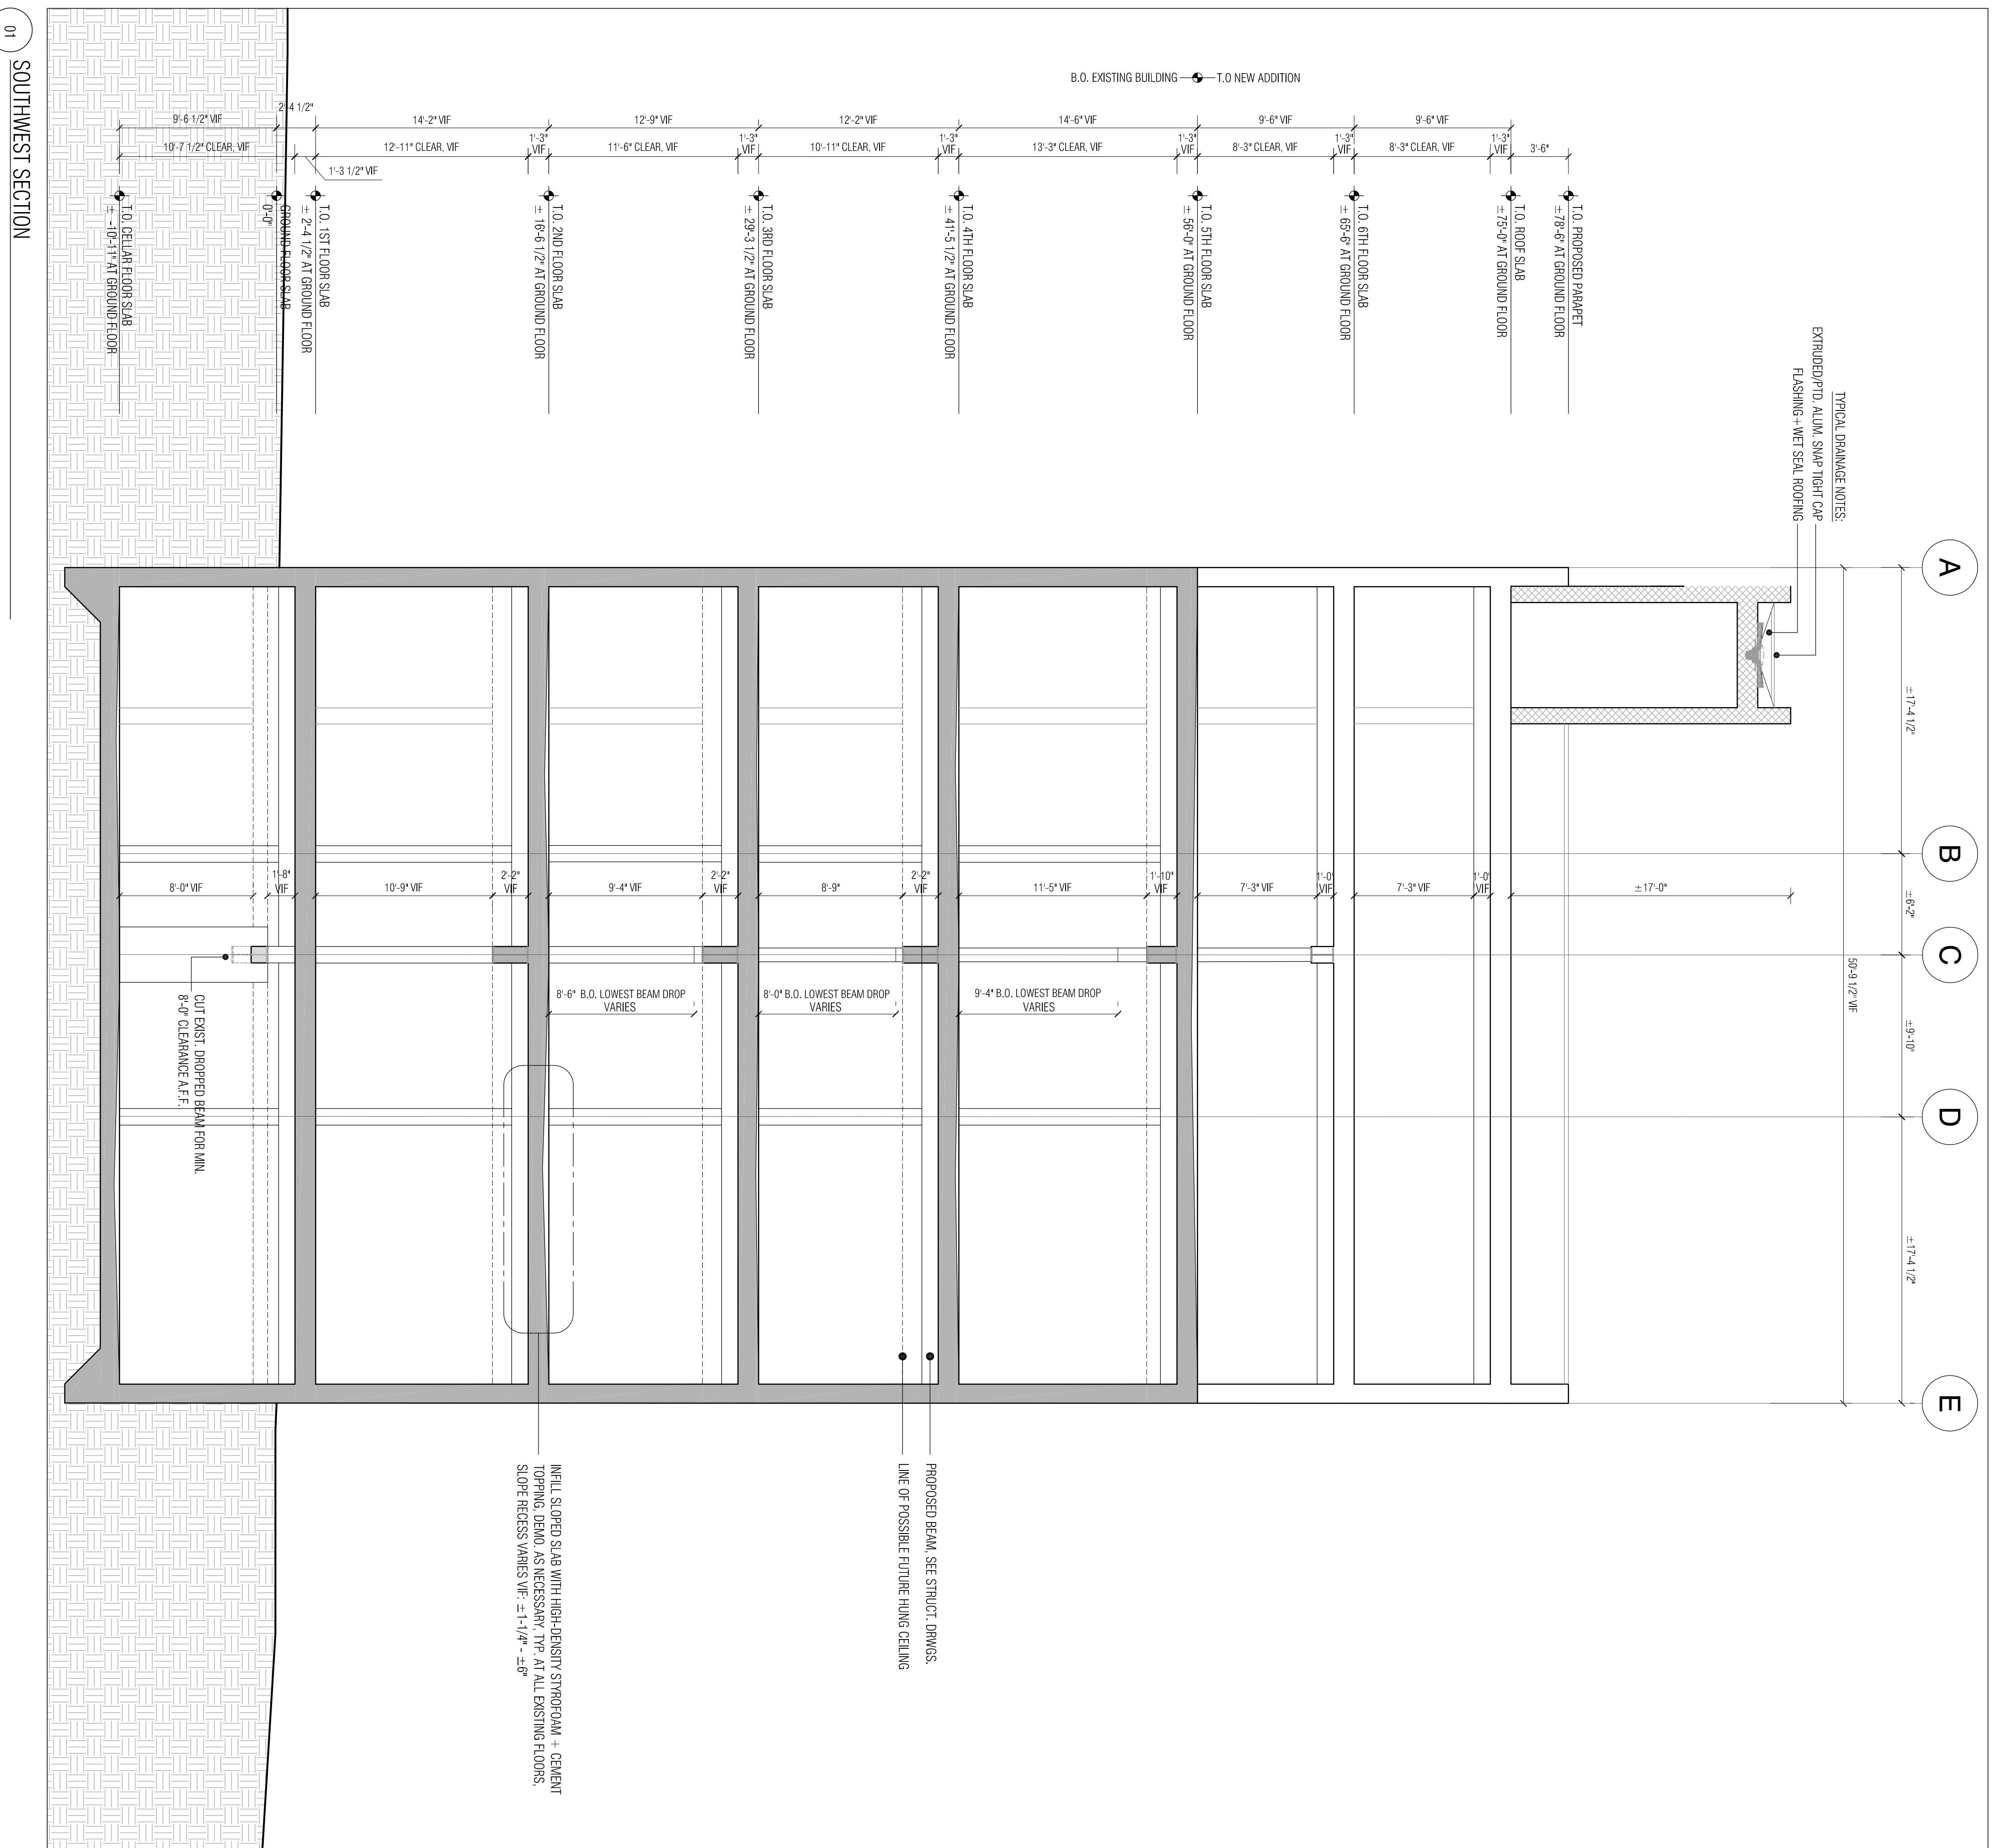 TYPICAL DRAINAGE NOTES:
EXTRUDED/PTD. ALUM. SNAP TIGHT CAP
FLASHING+WET SEAL ROOFING
A
B
C
D
E
±17'-4 1/2"
±6'-2"
±9'-10"
±17'-4 1/2"
50'-9 1/2" VIF
T.O. PROPOSED PARAPET
±78'-6" AT GROUND FLOOR
T.O. ROOF SLAB
±75'-0" AT GROUND FLOOR
T.O. 6TH FLOOR SLAB
±65'-6" AT GROUND FLOOR
T.O. 5TH FLOOR SLAB
± 56'-0" AT GROUND FLOOR
T.O. 4TH FLOOR SLAB
± 41'-5 1/2" AT GROUND FLOOR
T.O. 3RD FLOOR SLAB
± 29'-3 1/2" AT GROUND FLOOR
T.O. 2ND FLOOR SLAB
± 16'-6 1/2" AT GROUND FLOOR
T.O. 1ST FLOOR SLAB
± 2'-4 1/2" AT GROUND FLOOR
GROUND FLOOR SLAB
0'-0"
T.O. CELLAR FLOOR SLAB
± -10'-11" AT GROUND FLOOR
B.O. EXISTING BUILDING
T.O NEW ADDITION
9'-6 1/2" VIF
2'-4 1/2"
14'-2" VIF
12'-9" VIF
12'-2" VIF
14'-6" VIF
9'-6" VIF
9'-6" VIF
10'-7 1/2" CLEAR, VIF
1'-3 1/2" VIF
12'-11" CLEAR, VIF
1'-3"
VIF
11'-6" CLEAR, VIF
1'-3"
VIF
10'-11" CLEAR, VIF
1'-3"
VIF
13'-3" CLEAR, VIF
1'-3"
VIF
8'-3" CLEAR, VIF
1'-3"
VIF
8'-3" CLEAR, VIF
1'-3"
VIF
3'-6"
8'-0" VIF
1'-8"
VIF
10'-9" VIF
2'-2"
VIF
9'-4" VIF
2'-2"
VIF
8'-9"
2'-2"
VIF
11'-5" VIF
1'-10"
VIF
7'-3" VIF
1'-0"
VIF
7'-3" VIF
1'-0"
VIF
±17'-0"
8'-6" B.O. LOWEST BEAM DROP
VARIES
8'-0" B.O. LOWEST BEAM DROP
VARIES
9'-4" B.O. LOWEST BEAM DROP
VARIES
CUT EXIST. DROPPED BEAM FOR MIN.
8'-0" CLEARANCE A.F.F.
PROPOSED BEAM, SEE STRUCT. DRWGS.
LINE OF POSSIBLE FUTURE HUNG CEILING
INFILL SLOPED SLAB WITH HIGH-DENSITY STYROFOAM + CEMENT
TOPPING, DEMO. AS NECESSARY, TYP. AT ALL EXISTING FLOORS,
SLOPE RECESS VARIES VIF: ±1-1/4" - ±6"
01
SOUTHWEST SECTION